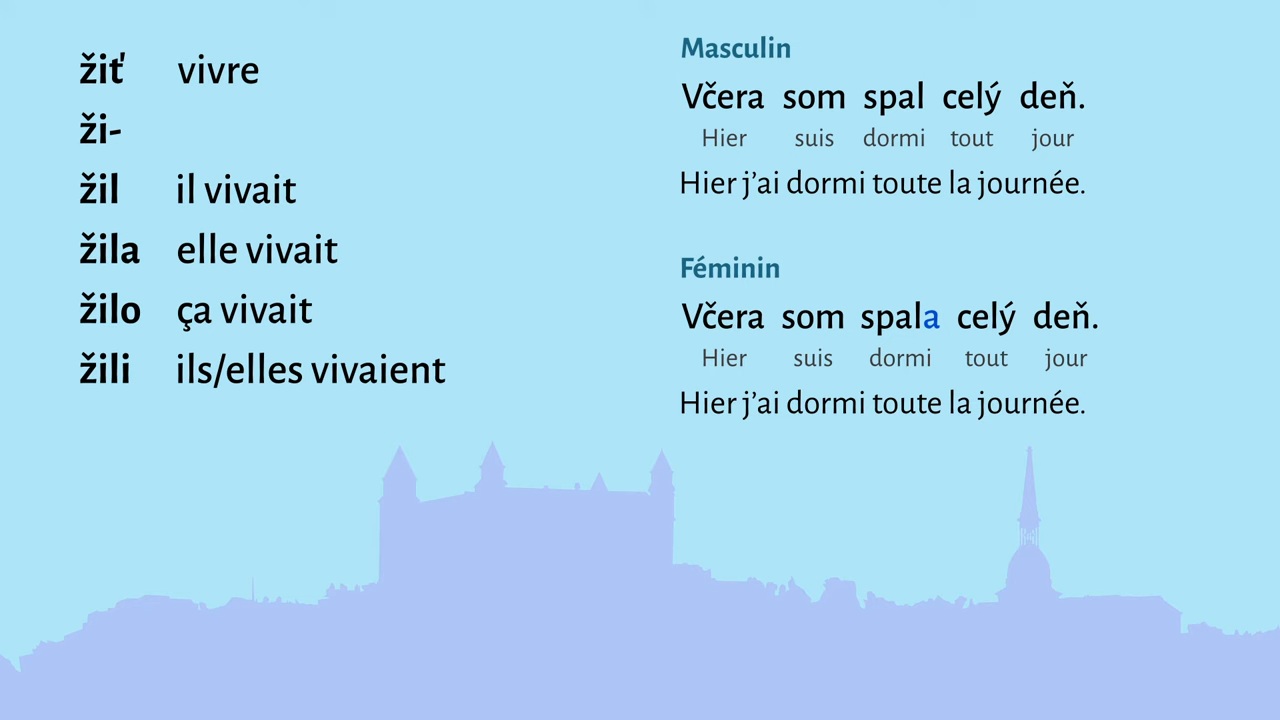 žiť vivre
ži-
žil il vivait
žila elle vivait
žilo ça vivait
žili ils/elles vivaient
Masculin
Včera som spal celý deň.
Hier suis dormi tout jour
Hier j’ai dormi toute la journée.
Féminin
Včera som spala celý deň.
Hier suis dormi tout jour
Hier j’ai dormi toute la journée.